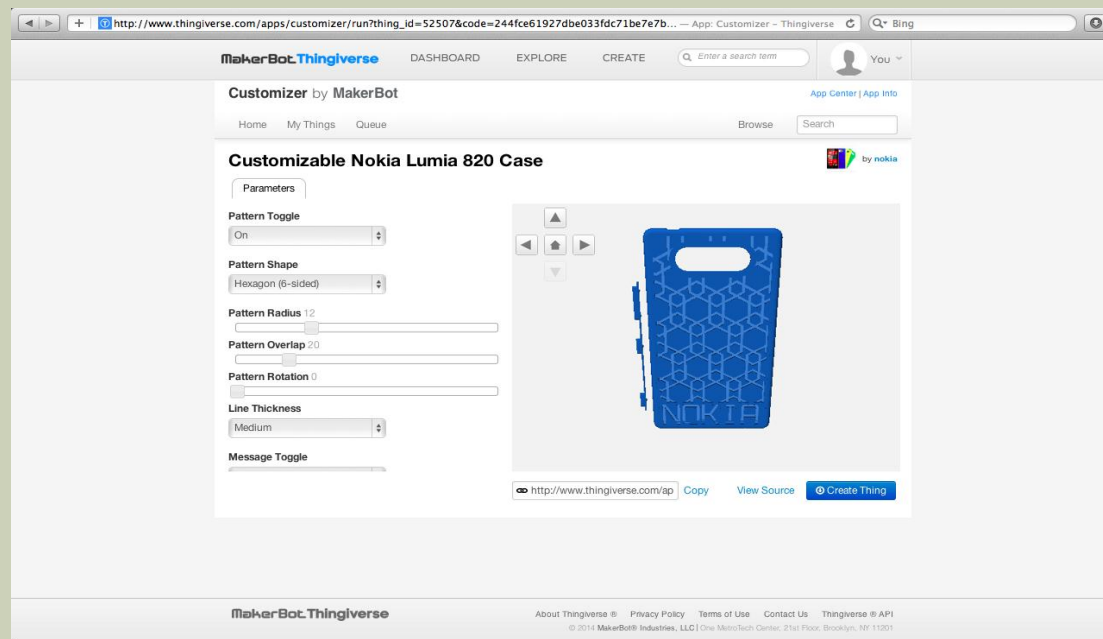 http://www.thingiverse.com/apps/customizer/run?thing_id=52507&code=244fce61927dbe033fdc71be7e7b... — App: Customizer – Thingiverse
Bing
MakerBot.Thingiverse DASHBOARD EXPLORE CREATE Enter a search term You
Customizer by MakerBot App Center | App Info
Home My Things Queue Browse Search
Customizable Nokia Lumia 820 Case by nokia
Parameters
Pattern Toggle
On
Pattern Shape
Hexagon (6-sided)
Pattern Radius 12
Pattern Overlap 20
Pattern Rotation 0
Line Thickness
Medium
Message Toggle
NOKIA
http://www.thingiverse.com/ap Copy View Source Create Thing
MakerBot.Thingiverse About Thingiverse ® Privacy Policy Terms of Use Contact Us Thingiverse ® API
© 2014 MakerBot® Industries, LLC | One MetroTech Center, 21st Floor, Brooklyn, NY 11201